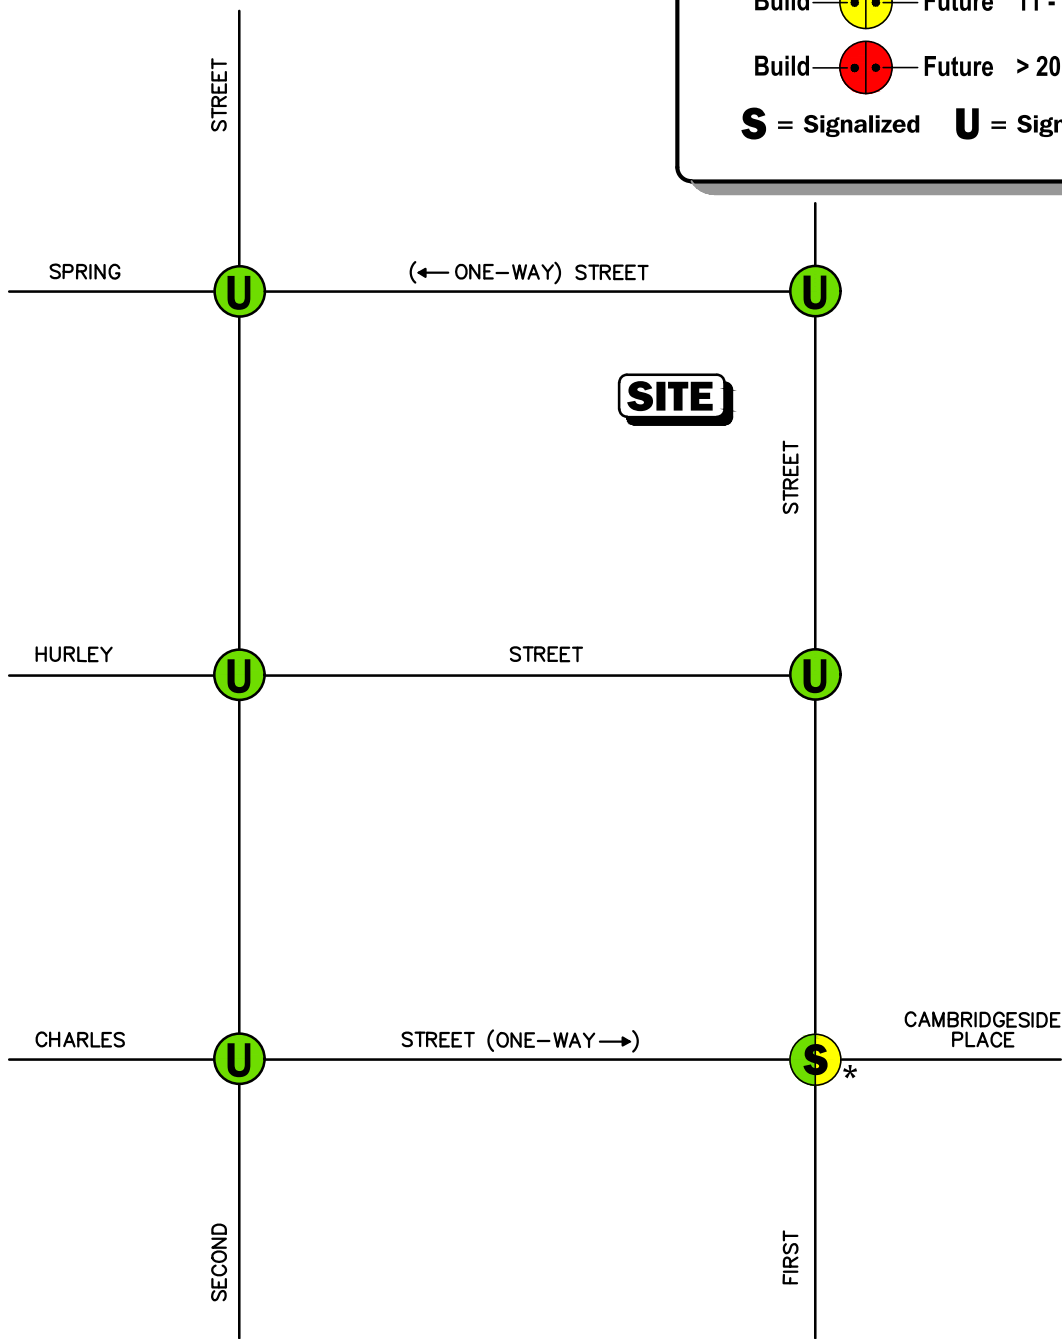 Build Future 11 -
Build Future > 20
S = Signalized U = Sign
STREET
SPRING (← ONE-WAY) STREET
U U
SITE
STREET
HURLEY STREET
U U
CAMBRIDGESIDE
PLACE
CHARLES STREET (ONE-WAY →)
U S *
SECOND
FIRST